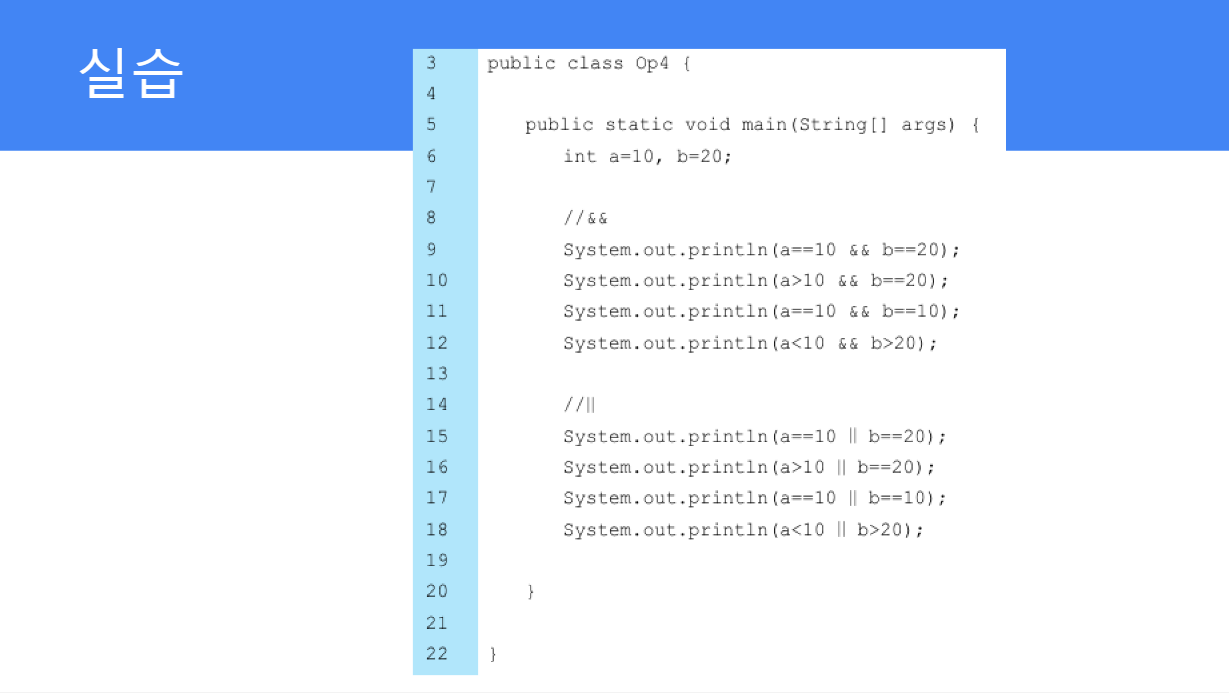 실습
3 public class Op4 {
4
5 public static void main(String[] args) {
6 int a=10, b=20;
7
8 //&&
9 System.out.println(a==10 && b==20);
10 System.out.println(a>10 && b==20);
11 System.out.println(a==10 && b==10);
12 System.out.println(a<10 && b>20);
13
14 //||
15 System.out.println(a==10 || b==20);
16 System.out.println(a>10 || b==20);
17 System.out.println(a==10 || b==10);
18 System.out.println(a<10 || b>20);
19
20 }
21
22 }